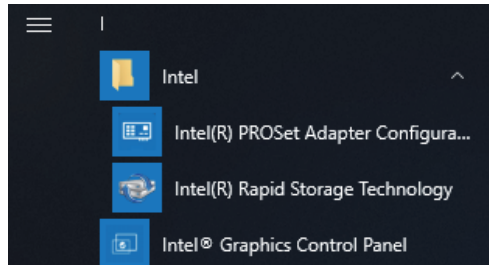 I
Intel
Intel(R) PROSet Adapter Configura...
Intel(R) Rapid Storage Technology
Intel® Graphics Control Panel